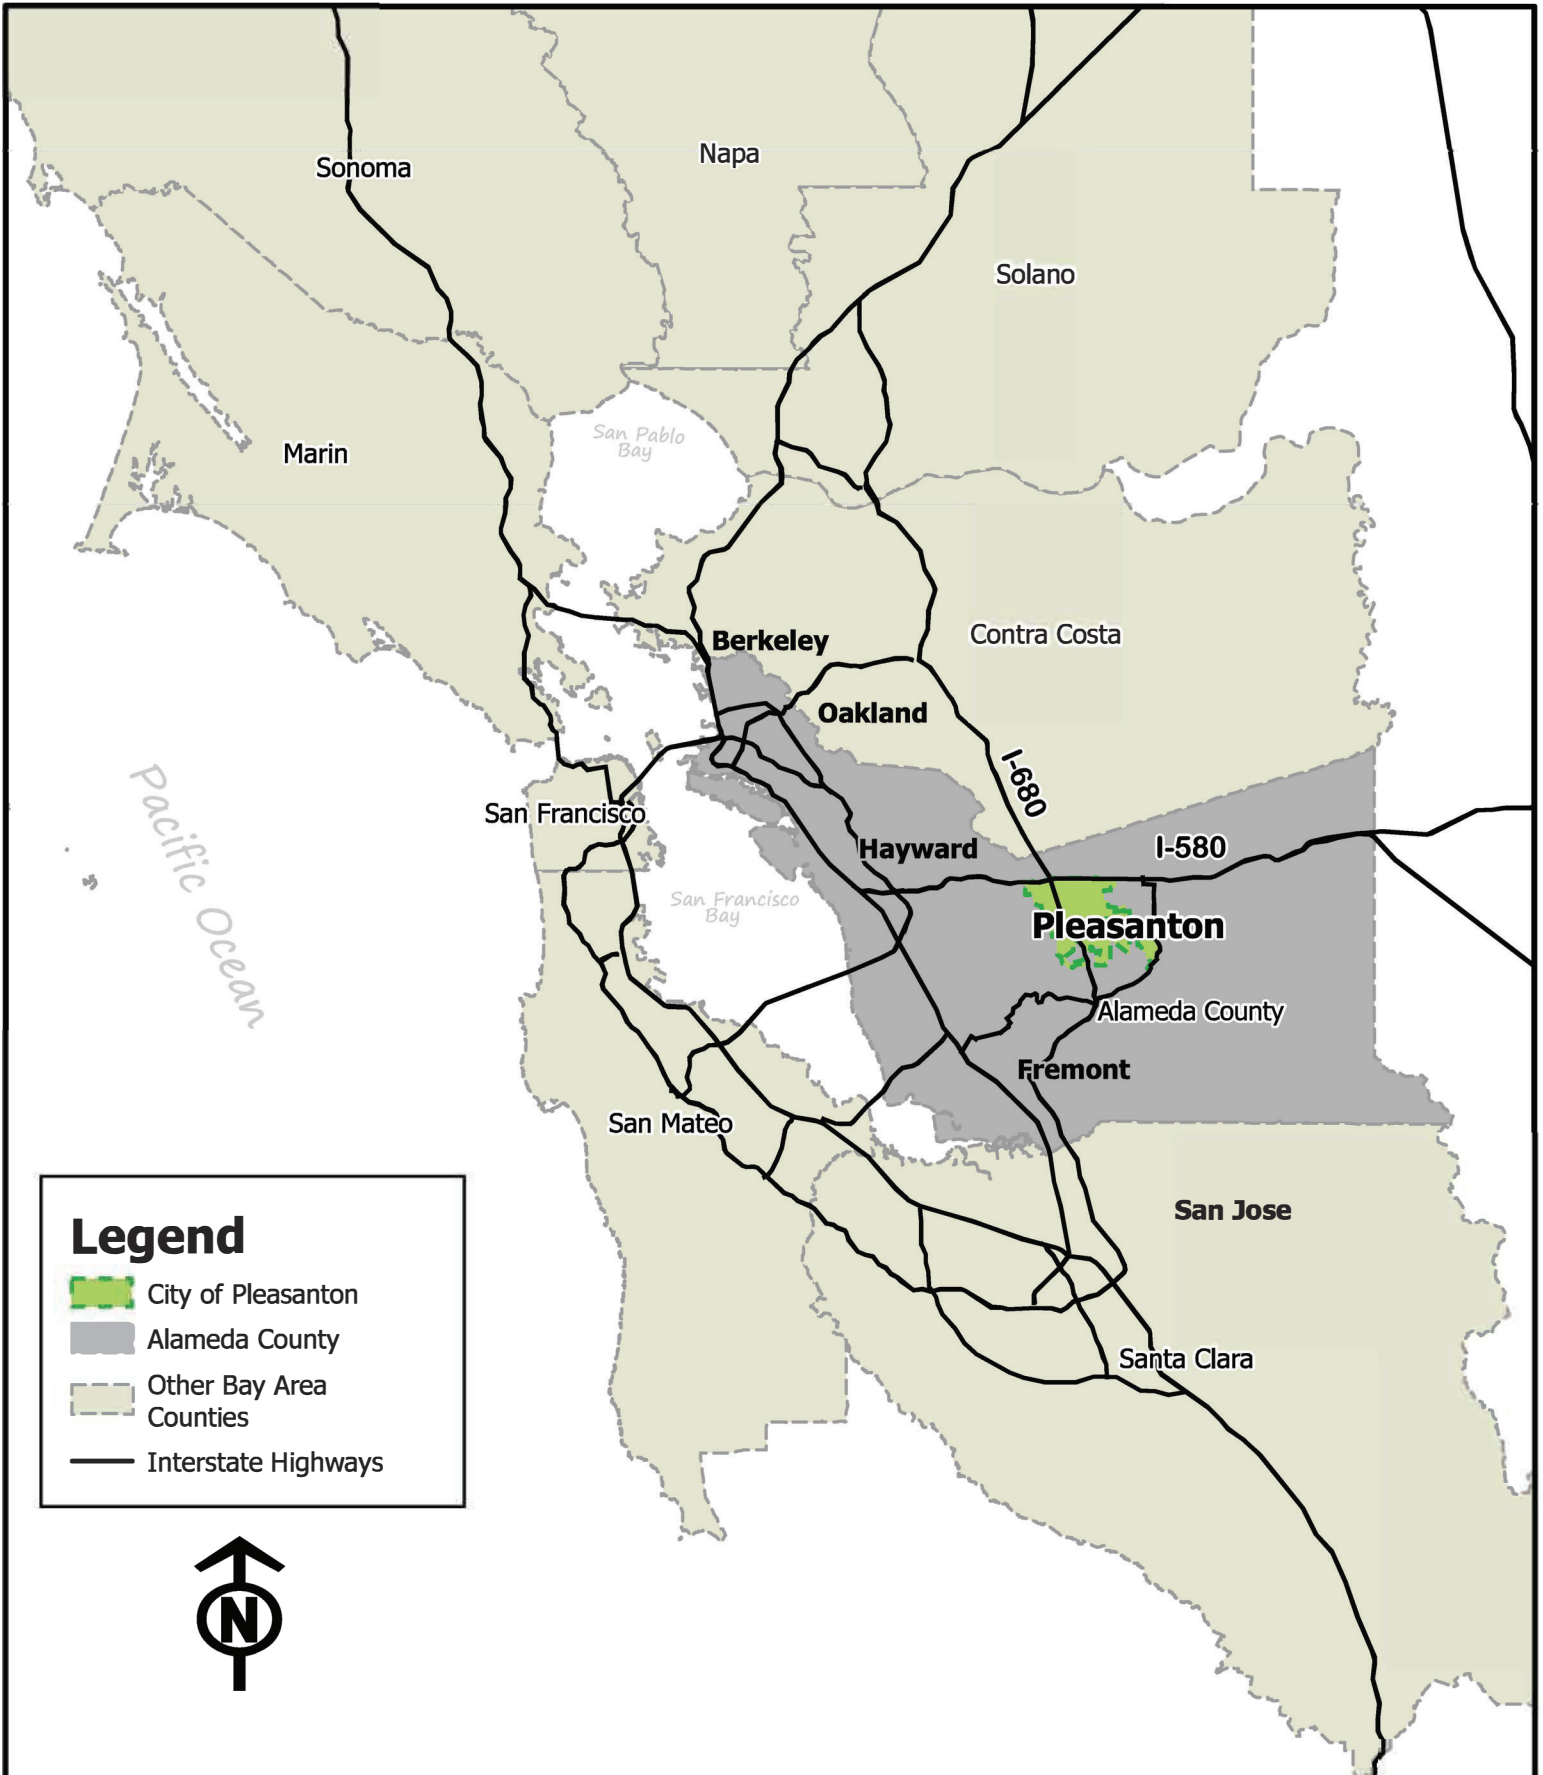 Sonoma
Napa
Solano
San Pablo
Bay
Marin
Contra Costa
Berkeley
Oakland
I-680
Pacific Ocean
San Francisco
Hayward
I-580
San Francisco
Bay
Pleasanton
Alameda County
Fremont
San Mateo
San Jose
Santa Clara
Legend
City of Pleasanton
Alameda County
Other Bay Area
Counties
Interstate Highways
N